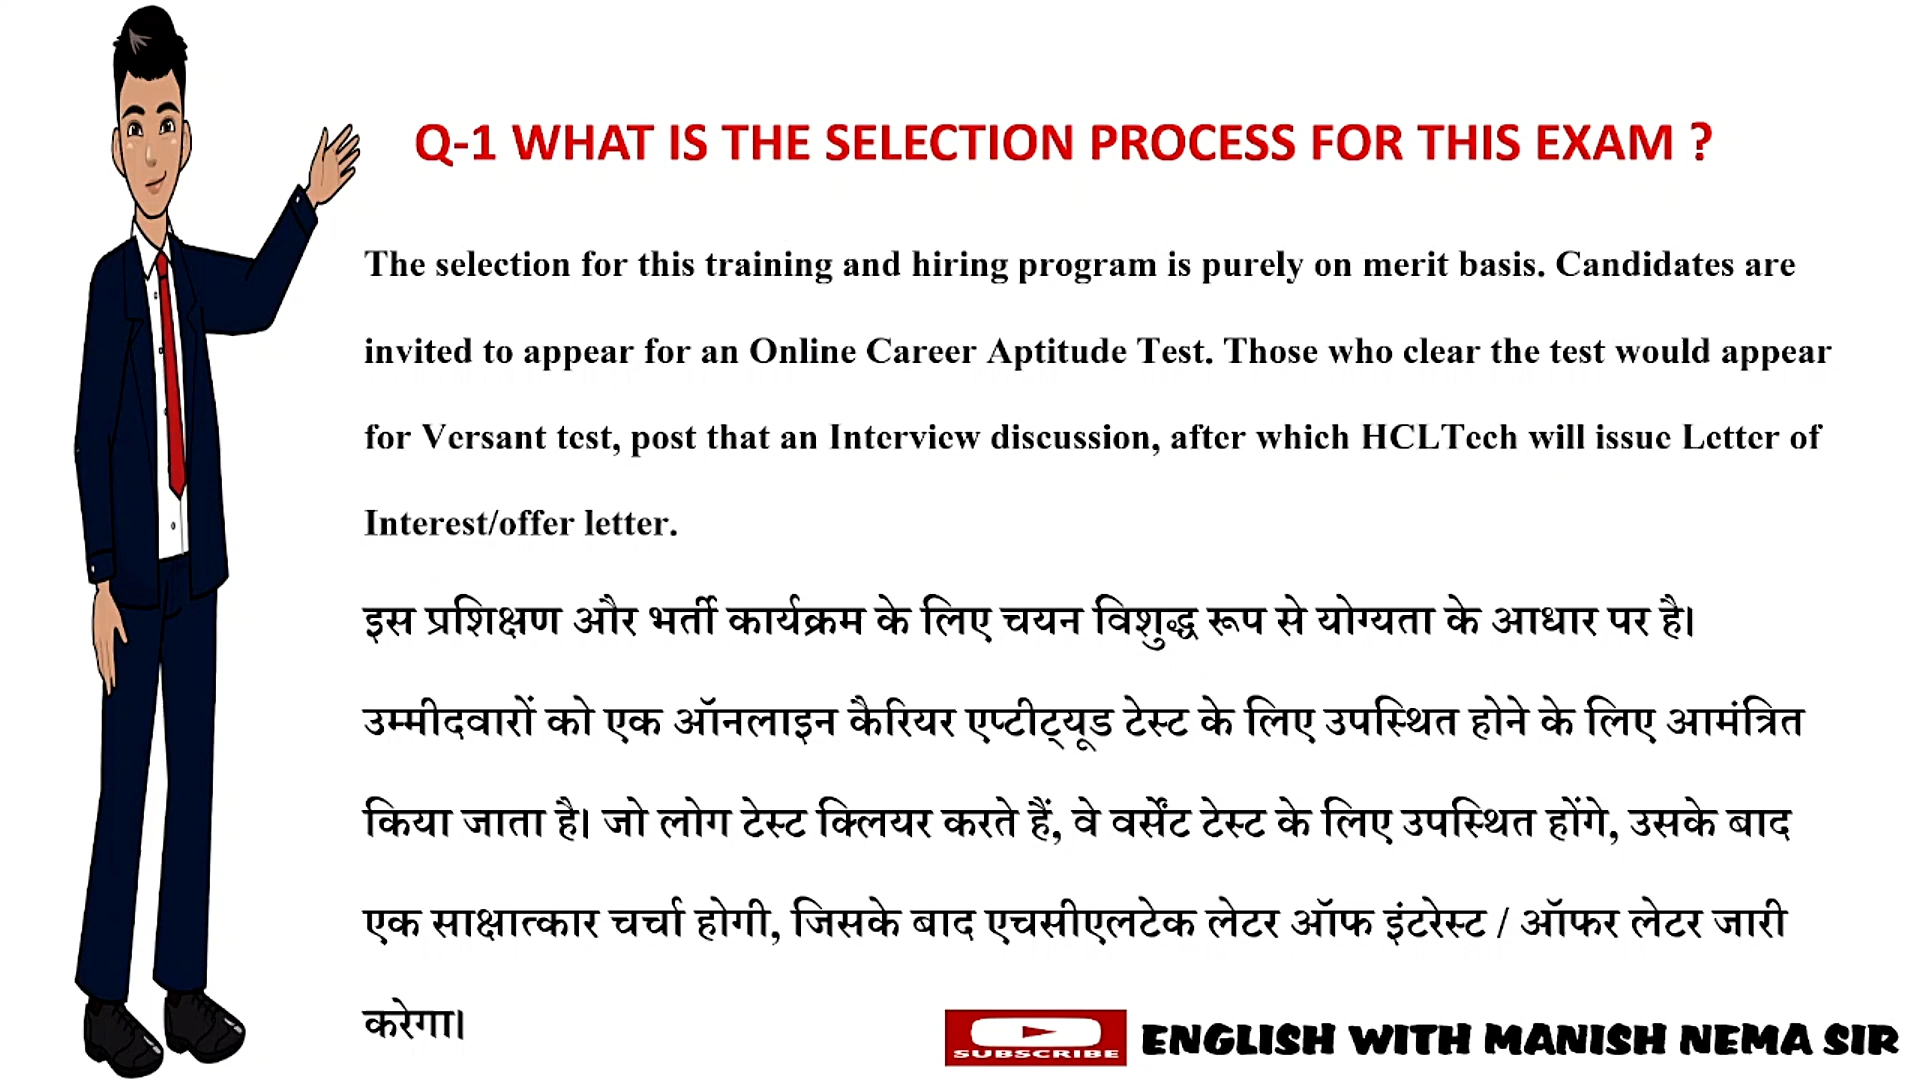 Q-1 WHAT IS THE SELECTION PROCESS FOR THIS EXAM ?
The selection for this training and hiring program is purely on merit basis. Candidates are
invited to appear for an Online Career Aptitude Test. Those who clear the test would appear
for Versant test, post that an Interview discussion, after which HCLTech will issue Letter of
Interest/offer letter.
इस प्रशिक्षण और भर्ती कार्यक्रम के लिए चयन विशुद्ध रूप से योग्यता के आधार पर है।
उम्मीदवारों को एक ऑनलाइन कैरियर एप्टीट्यूड टेस्ट के लिए उपस्थित होने के लिए आमंत्रित
किया जाता है। जो लोग टेस्ट क्लियर करते हैं, वे वर्सेंट टेस्ट के लिए उपस्थित होंगे, उसके बाद
एक साक्षात्कार चर्चा होगी, जिसके बाद एचसीएलटेक लेटर ऑफ इंटरेस्ट / ऑफर लेटर जारी
करेगा।
SUBSCRIBE ENGLISH WITH MANISH NEMA SIR